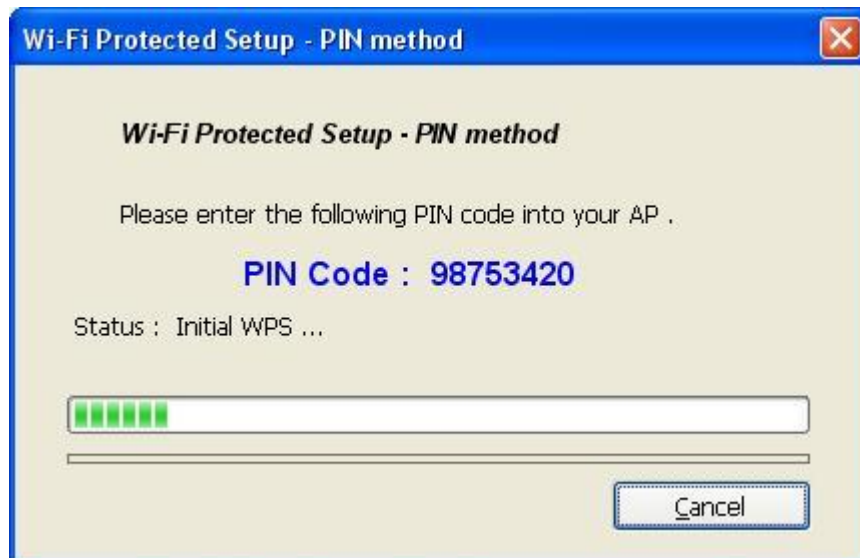 Wi-Fi Protected Setup - PIN method
Wi-Fi Protected Setup - PIN method
Please enter the following PIN code into your AP .
PIN Code : 98753420
Status : Initial WPS ...
Cancel